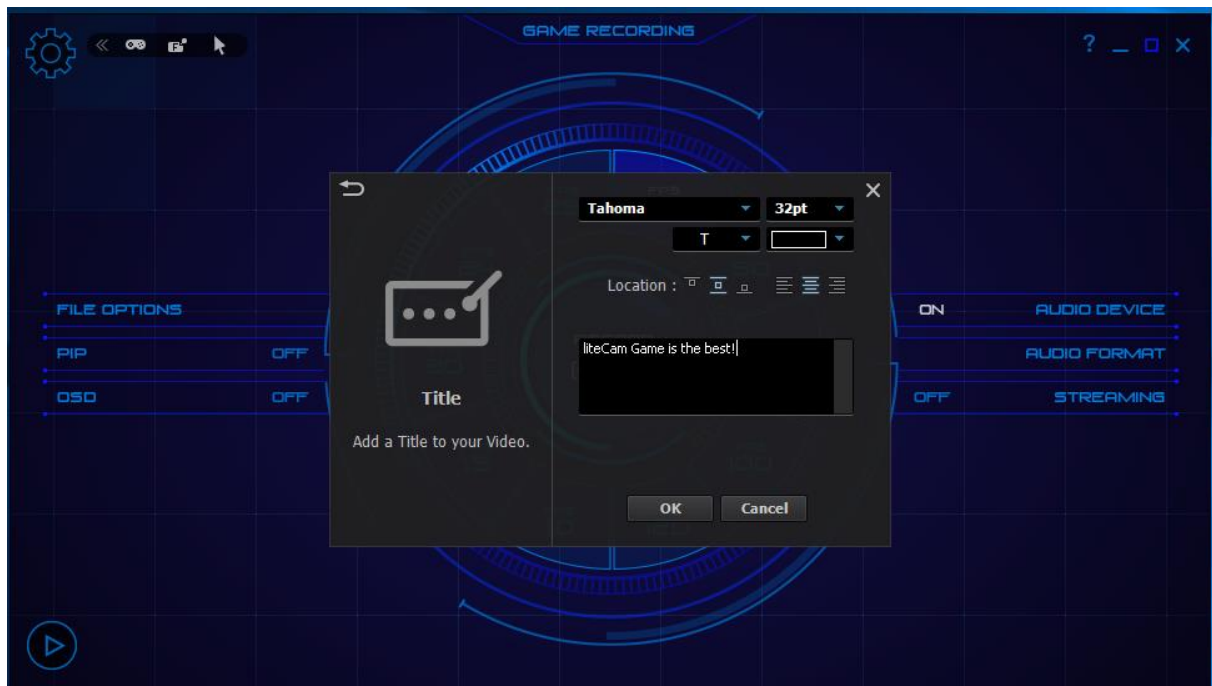 GAME RECORDING
?
Tahoma
32pt
T
Location :
FILE OPTIONS
ON
AUDIO DEVICE
liteCam Game is the best!
PIP
OFF
AUDIO FORMAT
OSD
OFF
Title
OFF
STREAMING
Add a Title to your Video.
OK
Cancel